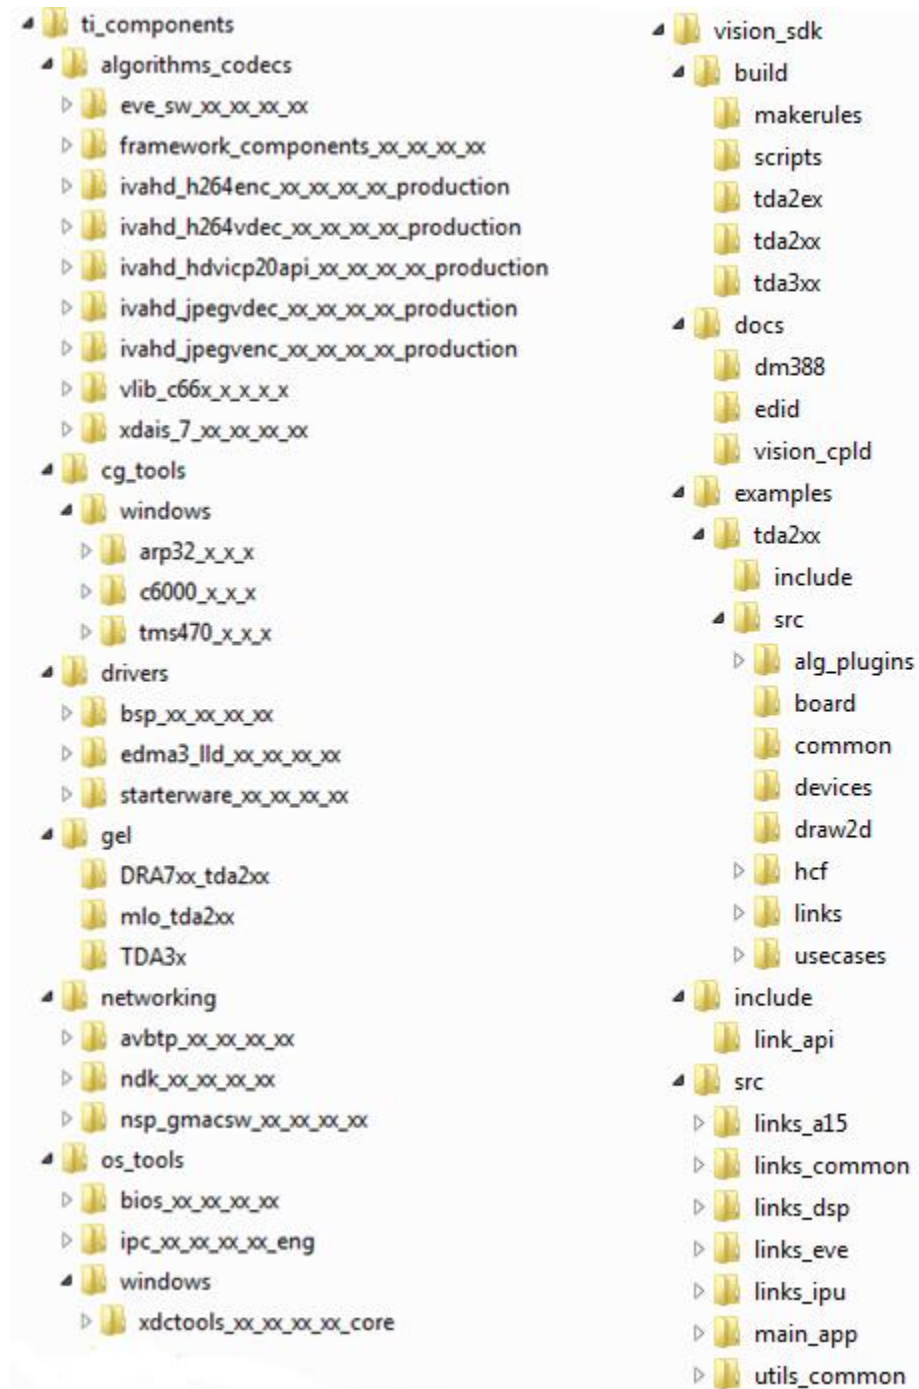 ti_components
algorithms_codecs
eve_sw_xx_xx_xx_xx
framework_components_xx_xx_xx_xx
ivahd_h264enc_xx_xx_xx_xx_production
ivahd_h264vdec_xx_xx_xx_xx_production
ivahd_hdvicp20api_xx_xx_xx_xx_production
ivahd_jpegvdec_xx_xx_xx_xx_production
ivahd_jpegvenc_xx_xx_xx_xx_production
vlib_c66x_x_x_x_x
xdais_7_xx_xx_xx_xx
cg_tools
windows
arp32_x_x_x
c6000_x_x_x
tms470_x_x_x
drivers
bsp_xx_xx_xx_xx
edma3_lld_xx_xx_xx_xx
starterware_xx_xx_xx_xx
gel
DRA7xx_tda2xx
mlo_tda2xx
TDA3x
networking
avbtp_xx_xx_xx_xx
ndk_xx_xx_xx_xx
nsp_gmacsw_xx_xx_xx_xx
os_tools
bios_xx_xx_xx_xx
ipc_xx_xx_xx_xx_eng
windows
xdctools_xx_xx_xx_xx_core
vision_sdk
build
makerules
scripts
tda2ex
tda2xx
tda3xx
docs
dm388
edid
vision_cpld
examples
tda2xx
include
src
alg_plugins
board
common
devices
draw2d
hcf
links
usecases
include
link_api
src
links_a15
links_common
links_dsp
links_eve
links_ipu
main_app
utils_common